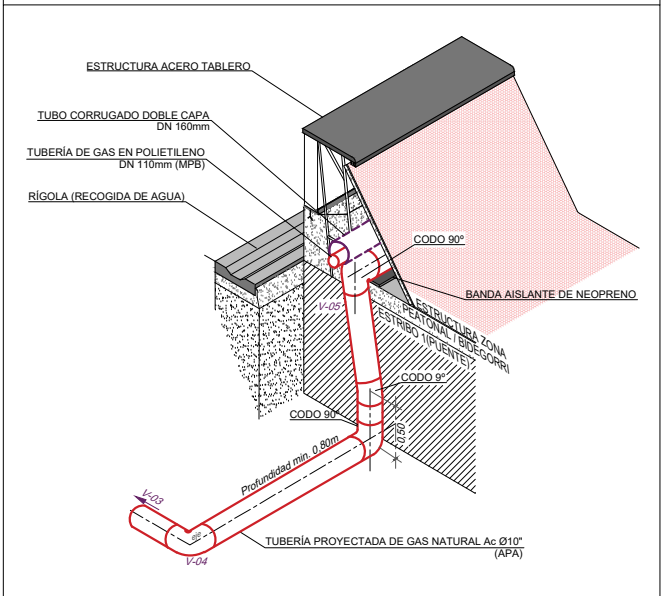 ESTRUCTURA ACERO TABLERO
TUBO CORRUGADO DOBLE CAPA
DN 160mm
TUBERÍA DE GAS EN POLIETILENO
DN 110mm (MPB)
RÍGOLA (RECOGIDA DE AGUA)
CODO 90º
BANDA AISLANTE DE NEOPRENO
V-05
ESTRUCTURA ZONA
PEATONAL / BIDEGORRI
ESTRIBO 1(PUENTE)
CODO 9º
CODO 90º
0,50
Profundidad min. 0,80m
V-03
eje
V-04
TUBERÍA PROYECTADA DE GAS NATURAL Ac Ø10"
(APA)